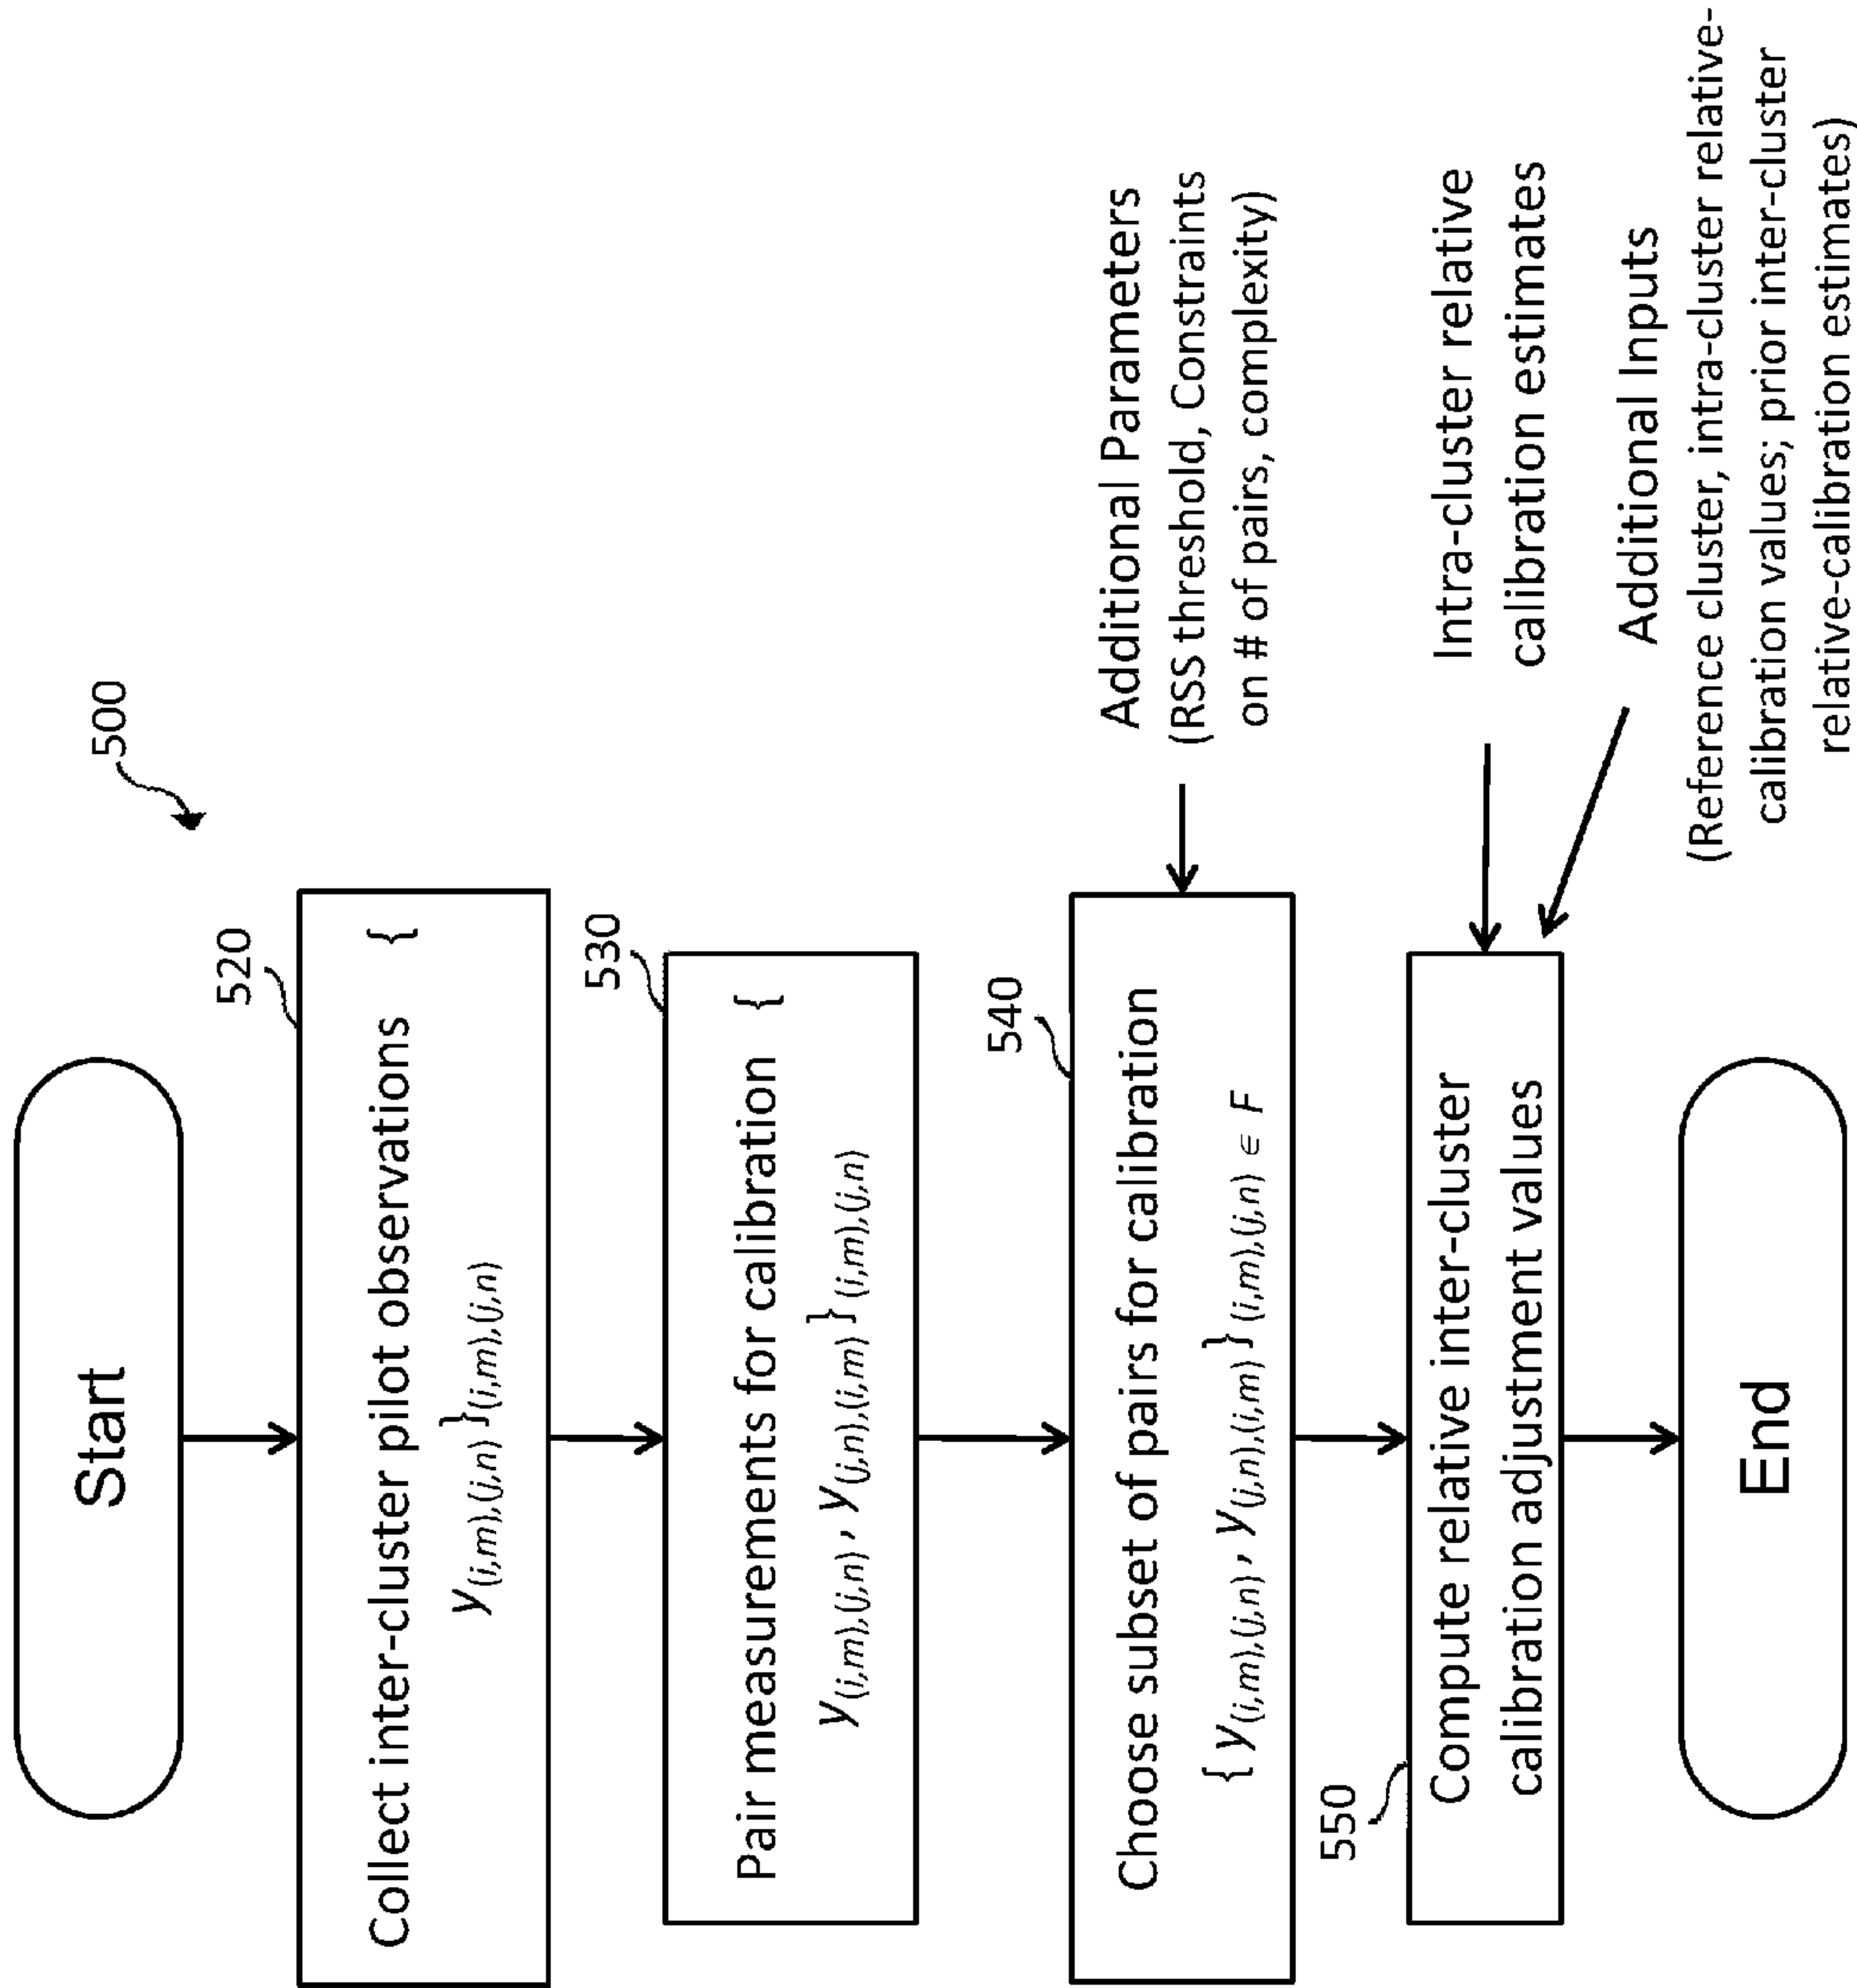 500
Start
520
Collect inter-cluster pilot observations {
y(i,m),(j,n) }(i,m),(j,n)
530
Pair measurements for calibration {
y(i,m),(j,n) , y(j,n),(i,m) }(i,m),(j,n)
540
Choose subset of pairs for calibration
{ y(i,m),(j,n) , y(j,n),(i,m) }(i,m),(j,n) ∈ F
Additional Parameters
(RSS threshold, Constraints
on # of pairs, complexity)
550
Compute relative inter-cluster
calibration adjustment values
Intra-cluster relative
calibration estimates
Additional Inputs
(Reference cluster, intra-cluster relative-
calibration values; prior inter-cluster
relative-calibration estimates)
End